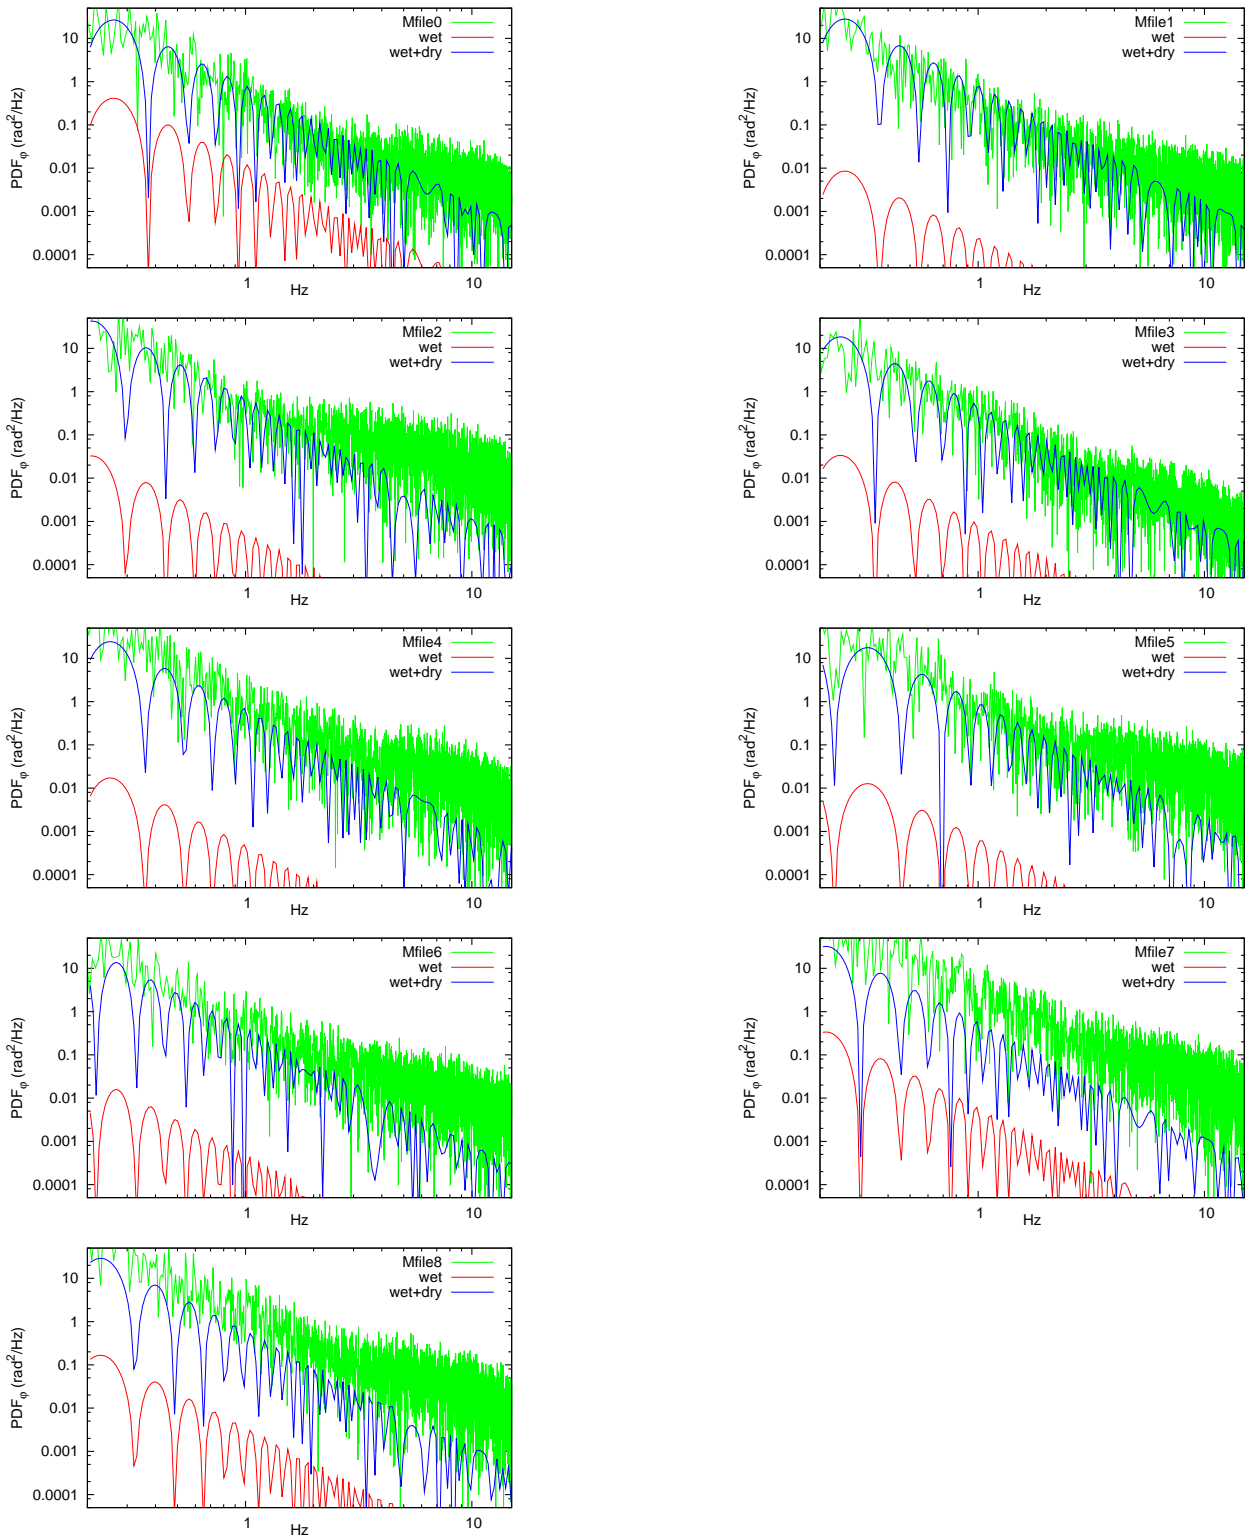 PDFφ (rad²/Hz)
10
1
0.1
0.01
0.001
0.0001
Mfile0
wet
wet+dry
1
10
Hz
PDFφ (rad²/Hz)
10
1
0.1
0.01
0.001
0.0001
Mfile1
wet
wet+dry
1
10
Hz
PDFφ (rad²/Hz)
10
1
0.1
0.01
0.001
0.0001
Mfile2
wet
wet+dry
1
10
Hz
PDFφ (rad²/Hz)
10
1
0.1
0.01
0.001
0.0001
Mfile3
wet
wet+dry
1
10
Hz
PDFφ (rad²/Hz)
10
1
0.1
0.01
0.001
0.0001
Mfile4
wet
wet+dry
1
10
Hz
PDFφ (rad²/Hz)
10
1
0.1
0.01
0.001
0.0001
Mfile5
wet
wet+dry
1
10
Hz
PDFφ (rad²/Hz)
10
1
0.1
0.01
0.001
0.0001
Mfile6
wet
wet+dry
1
10
Hz
PDFφ (rad²/Hz)
10
1
0.1
0.01
0.001
0.0001
Mfile7
wet
wet+dry
1
10
Hz
PDFφ (rad²/Hz)
10
1
0.1
0.01
0.001
0.0001
Mfile8
wet
wet+dry
1
10
Hz